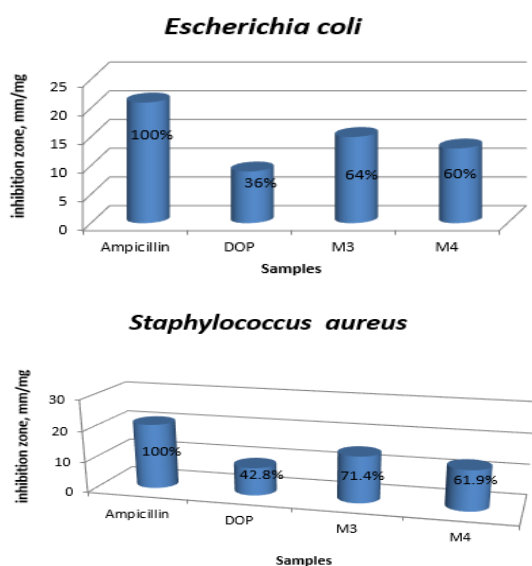 Escherichia coli
inhibition zone, mm/mg
25
20
15
10
5
0
100%
36%
64%
60%
Ampicillin DOP M3 M4
Samples
Staphylococcus aureus
inhibition zone, mm/mg
30
20
10
0
100%
42.8%
71.4%
61.9%
Ampicillin DOP M3 M4
Samples